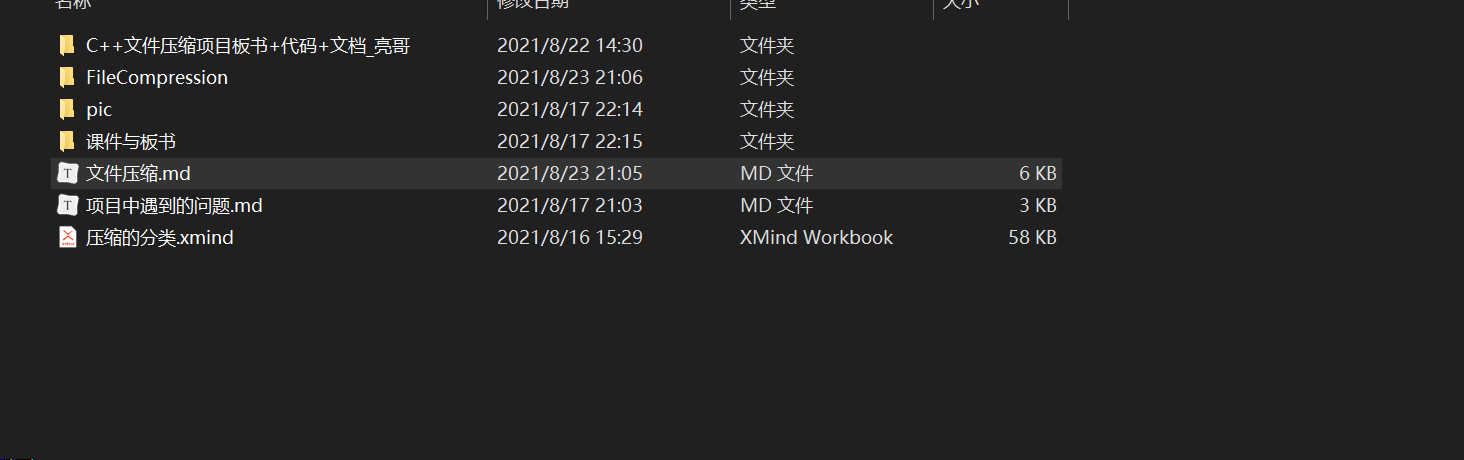 名称 修改日期 类型 大小
C++文件压缩项目板书+代码+文档_亮哥 2021/8/22 14:30 文件夹
FileCompression 2021/8/23 21:06 文件夹
pic 2021/8/17 22:14 文件夹
课件与板书 2021/8/17 22:15 文件夹
文件压缩.md 2021/8/23 21:05 MD 文件 6 KB
项目中遇到的问题.md 2021/8/17 21:03 MD 文件 3 KB
压缩的分类.xmind 2021/8/16 15:29 XMind Workbook 58 KB